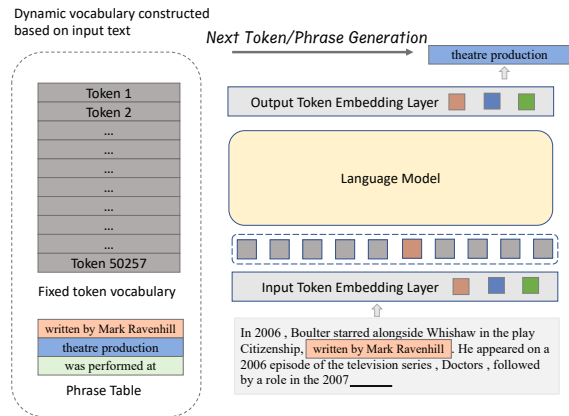 Dynamic vocabulary constructed
based on input text
Token 1
Token 2
...
...
...
...
...
...
...
Token 50257
Fixed token vocabulary
written by Mark Ravenhill
theatre production
was performed at
Phrase Table
Next Token/Phrase Generation
theatre production
Output Token Embedding Layer
Language Model
Input Token Embedding Layer
In 2006 , Boulter starred alongside Whishaw in the play
Citizenship, written by Mark Ravenhill . He appeared on a
2006 episode of the television series , Doctors , followed
by a role in the 2007